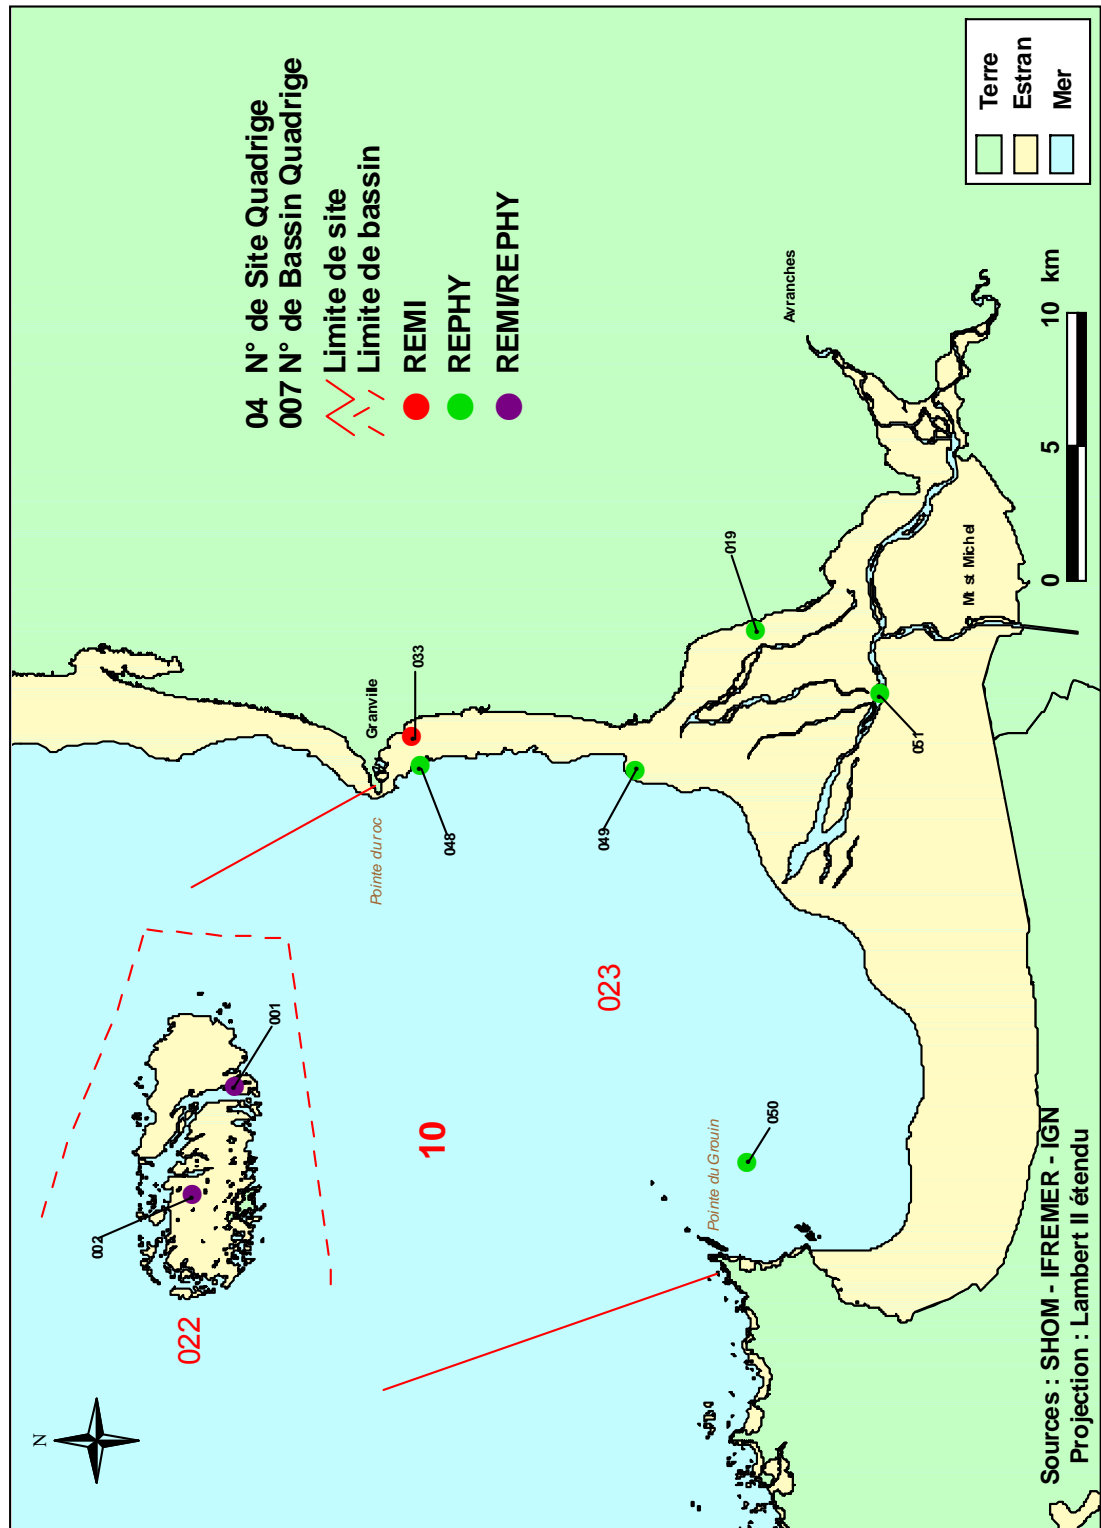 N
04 N° de Site Quadrige
007 N° de Bassin Quadrige
Limite de site
Limite de bassin
REMI
REPHY
REMI/REPHY
022
002
001
10
023
Pointe du roc
Granville
033
048
049
019
051
050
Pointe du Grouin
Avranches
Mt st Michel
0 5 10 km
Terre
Estran
Mer
Sources : SHOM - IFREMER - IGN
Projection : Lambert II étendu